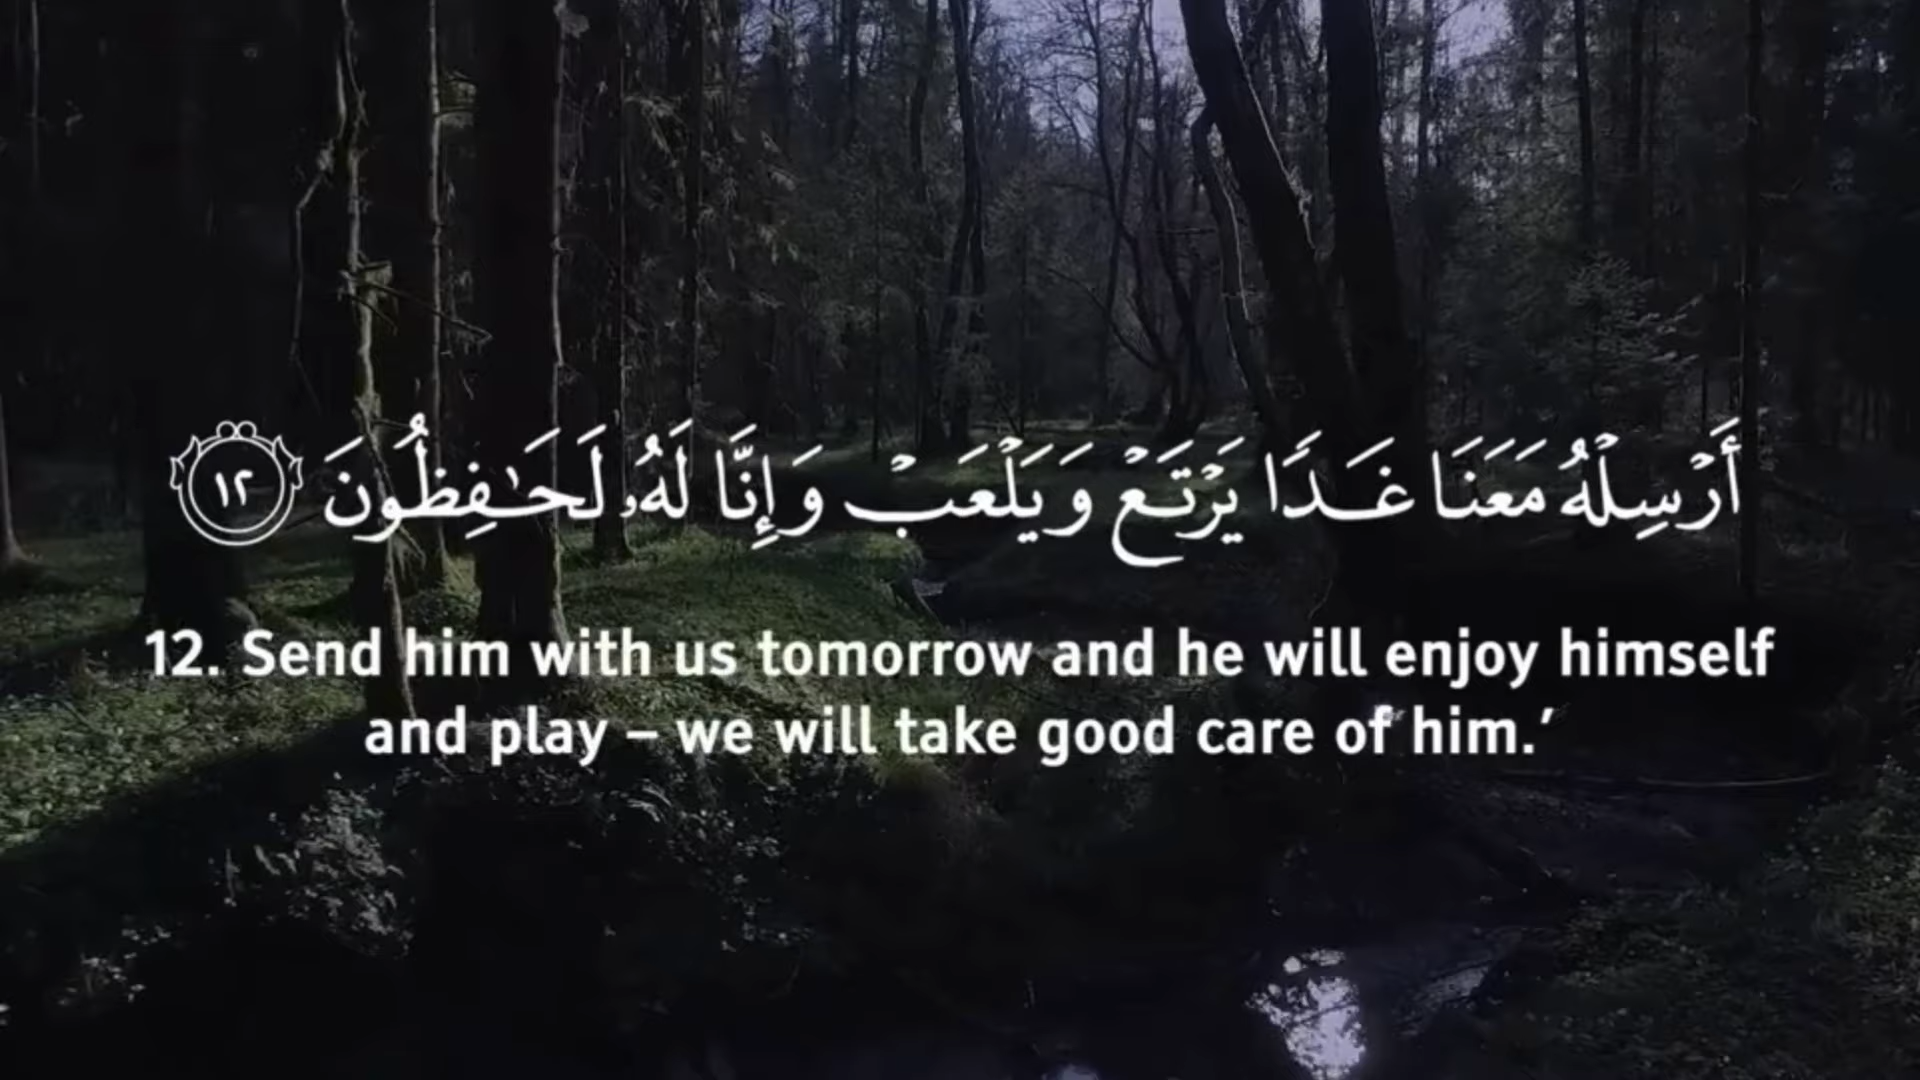 أَرْسِلْهُ مَعَنَا غَدًا يَرْتَعْ وَيَلْعَبْ وَإِنَّا لَهُۥ لَحَـٰفِظُونَ ١٢
12. Send him with us tomorrow and he will enjoy himself
and play – we will take good care of him.’